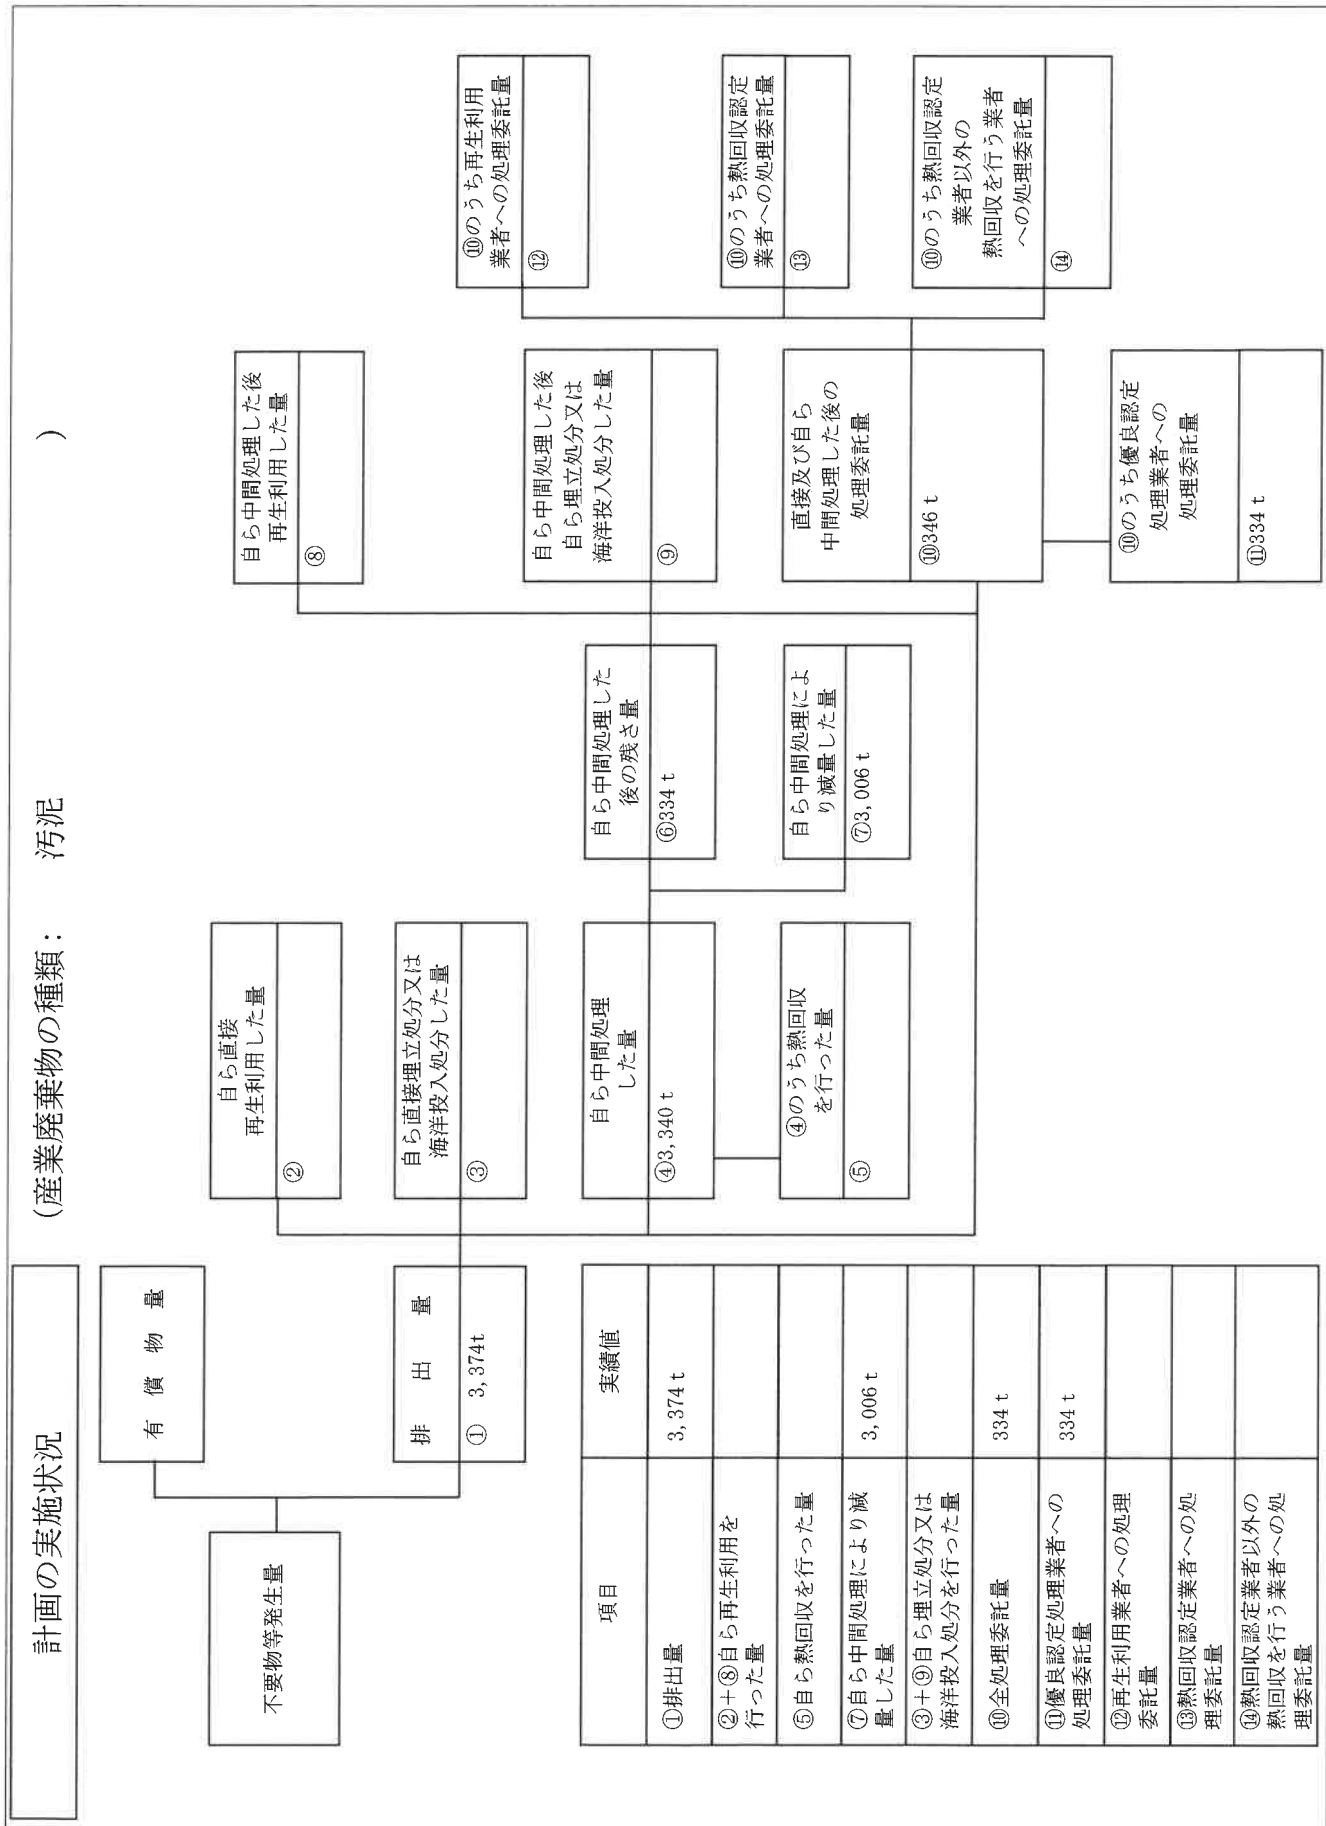 計画の実施状況
(産業廃棄物の種類： 汚泥 )
不要物等発生量
有償物量
排出量
① 3,374t
自ら直接
再生利用した量
②
自ら直接埋立処分又は
海洋投入処分した量
③
自ら中間処理
した量
④3,340 t
④のうち熱回収
を行った量
⑤
自ら中間処理した
後の残さ量
⑥334 t
自ら中間処理によ
り減量した量
⑦3,006 t
自ら中間処理した後
再生利用した量
⑧
自ら中間処理した後
自ら埋立処分又は
海洋投入処分した量
⑨
直接及び自ら
中間処理した後の
処理委託量
⑩346 t
⑩のうち優良認定
処理業者への
処理委託量
⑪334 t
⑩のうち再生利用
業者への処理委託量
⑫
⑩のうち熱回収認定
業者への処理委託量
⑬
⑩のうち熱回収認定
業者以外の
熱回収を行う業者
への処理委託量
⑭
項目 実績値
①排出量 3,374 t
②＋⑧自ら再生利用を
行った量
⑤自ら熱回収を行った量
⑦自ら中間処理により減
量した量 3,006 t
③＋⑨自ら埋立処分又は
海洋投入処分を行った量
⑩全処理委託量 334 t
⑪優良認定処理業者への
処理委託量 334 t
⑫再生利用業者への処理
委託量
⑬熱回収認定業者への処
理委託量
⑭熱回収認定業者以外の
熱回収を行う業者への処
理委託量